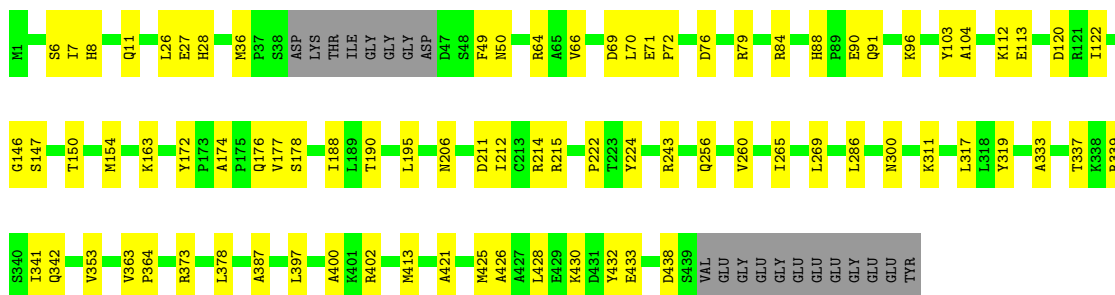 M1 S6 I7 H8 Q11 L26 E27 H28 M36 P37 S38 ASP LYS THR ILE GLY GLY GLY ASP D47 S48 F49 N50 R64 A65 V66 D69 L70 E71 P72 D76 R79 R84 H88 P89 E90 Q91 K96 Y103 A104 K112 E113 D120 R121 I122
G146 S147 T150 M154 K163 Y172 P173 A174 P175 Q176 V177 S178 I188 L189 T190 L195 N206 D211 I212 C213 R214 R215 P222 T223 Y224 R243 Q256 V260 I265 L269 L286 N300 K311 L317 L318 Y319 A333 T337 K338 R339
S340 I341 Q342 V353 V363 P364 R373 L378 A387 L397 A400 K401 R402 M413 A421 M425 A426 A427 L428 E429 K430 D431 Y432 E433 D438 S439 VAL GLU GLY GLU GLY GLU GLU GLU GLY GLU GLU TYR